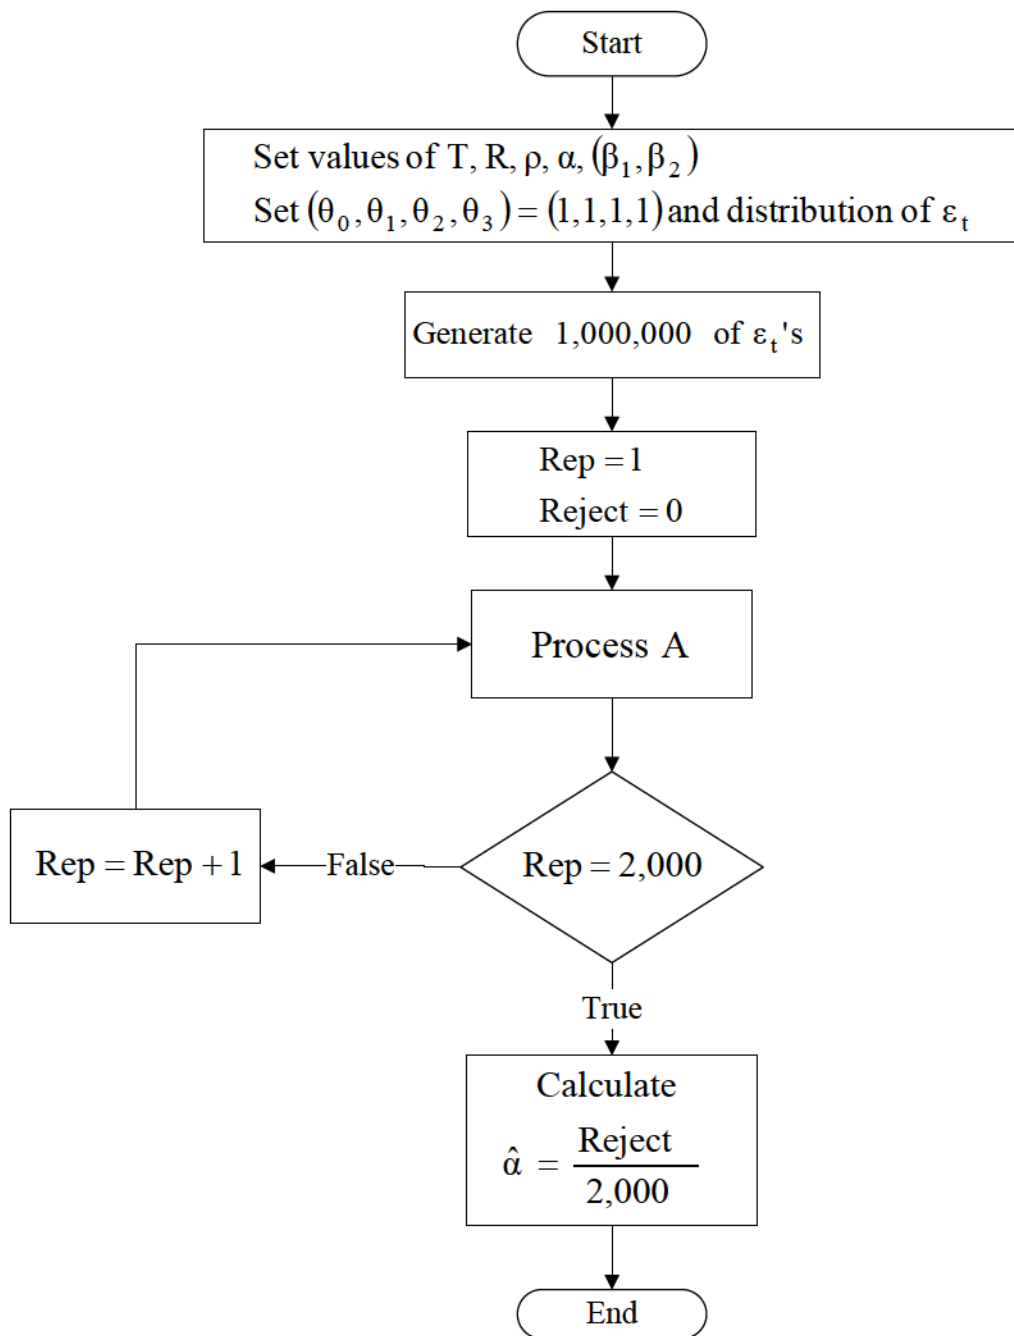 Start
Set values of T, R, ρ, α, (β₁, β₂)
Set (θ₀, θ₁, θ₂, θ₃) = (1,1,1,1) and distribution of εₜ
Generate 1,000,000 of εₜ's
Rep = 1
Reject = 0
Process A
Rep = Rep + 1
False
Rep = 2,000
True
Calculate
α̂ = Reject
2,000
End